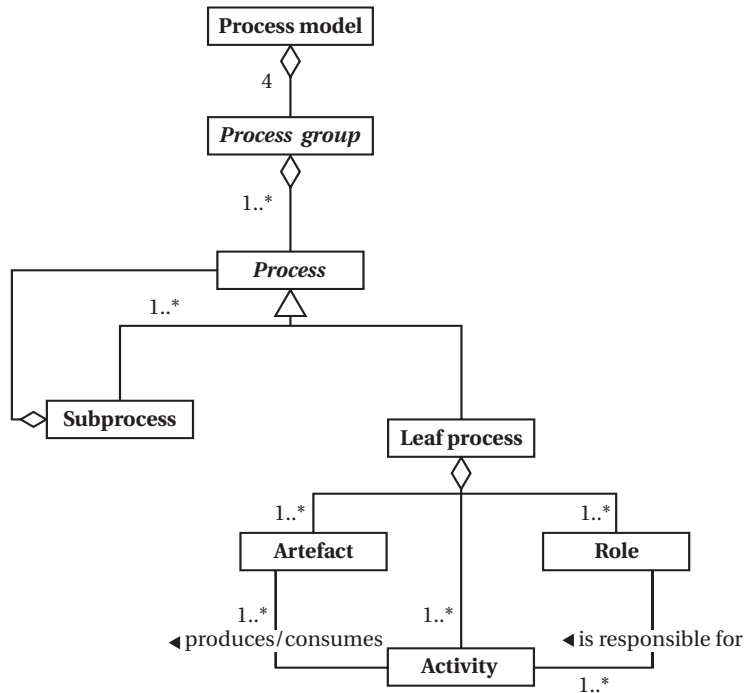 Process model
4
Process group
1..*
Process
1..*
Subprocess
Leaf process
1..*
1..*
Artefact
Role
1..*
1..*
◄ produces/consumes
◄ is responsible for
Activity
1..*